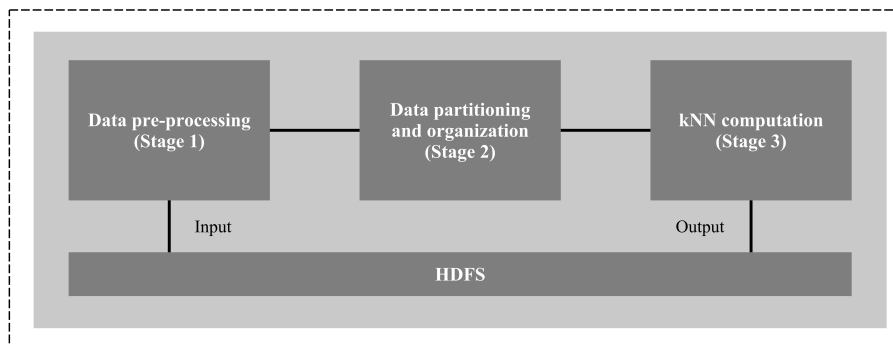 Data pre-processing
(Stage 1)
Data partitioning
and organization
(Stage 2)
kNN computation
(Stage 3)
Input
Output
HDFS